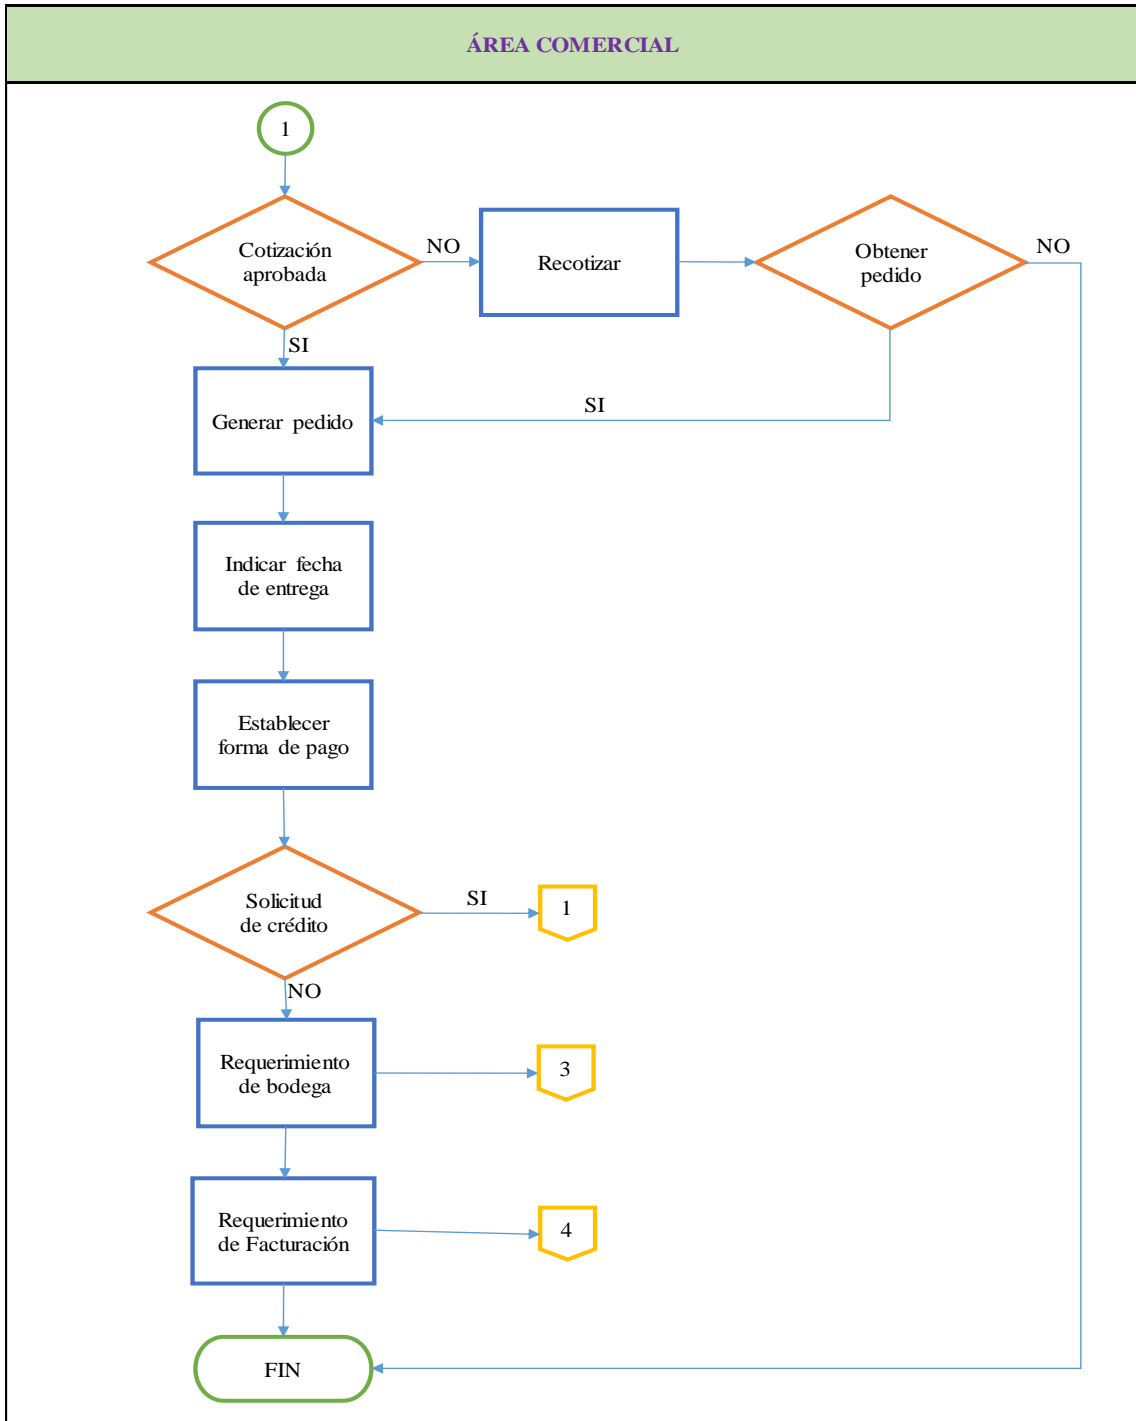 ÁREA COMERCIAL
1
Cotización
aprobada
NO
Recotizar
Obtener
pedido
NO
SI
Generar pedido
SI
Indicar fecha
de entrega
Establecer
forma de pago
Solicitud
de crédito
SI
1
NO
Requerimiento
de bodega
3
Requerimiento
de Facturación
4
FIN